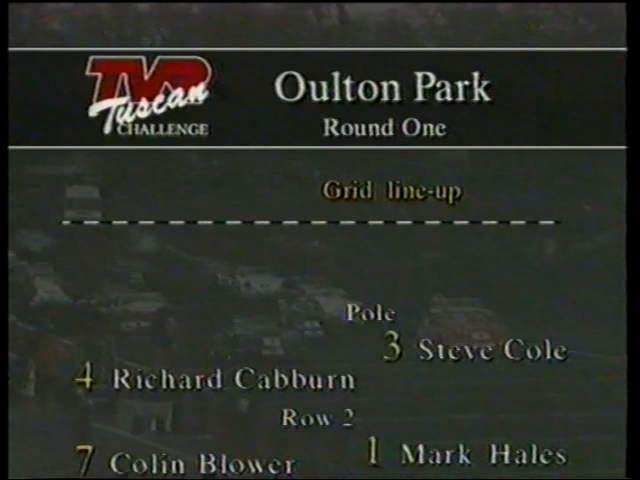 TVR
Tuscan
CHALLENGE
Oulton Park
Round One
Grid line-up
Pole
3 Steve Cole
4 Richard Cabburn
Row 2
1 Mark Hales
7 Colin Blower